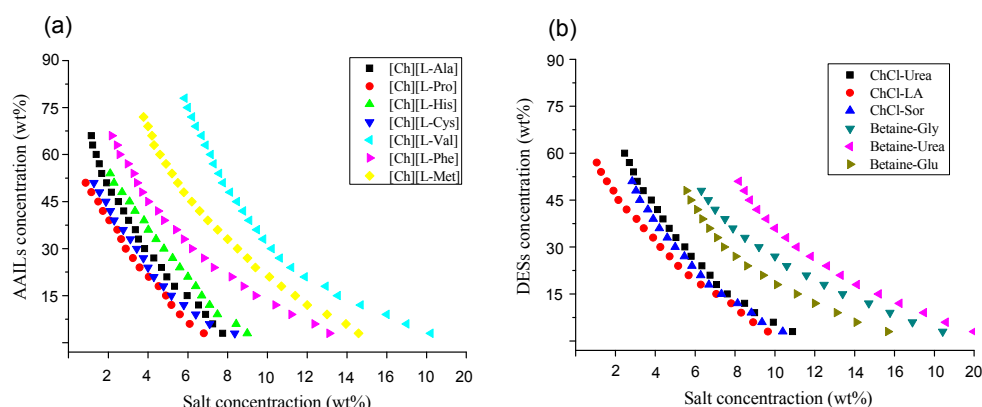 (a)
AAILs concentration (wt%)
90
75
60
45
30
15
[Ch][L-Ala]
[Ch][L-Pro]
[Ch][L-His]
[Ch][L-Cys]
[Ch][L-Val]
[Ch][L-Phe]
[Ch][L-Met]
2 4 6 8 10 12 14 16 18 20
Salt concentraction (wt%)
(b)
DESs concentration (wt%)
90
75
60
45
30
15
ChCl-Urea
ChCl-LA
ChCl-Sor
Betaine-Gly
Betaine-Urea
Betaine-Glu
2 4 6 8 10 12 14 16 18 20
Salt concentraction (wt%)